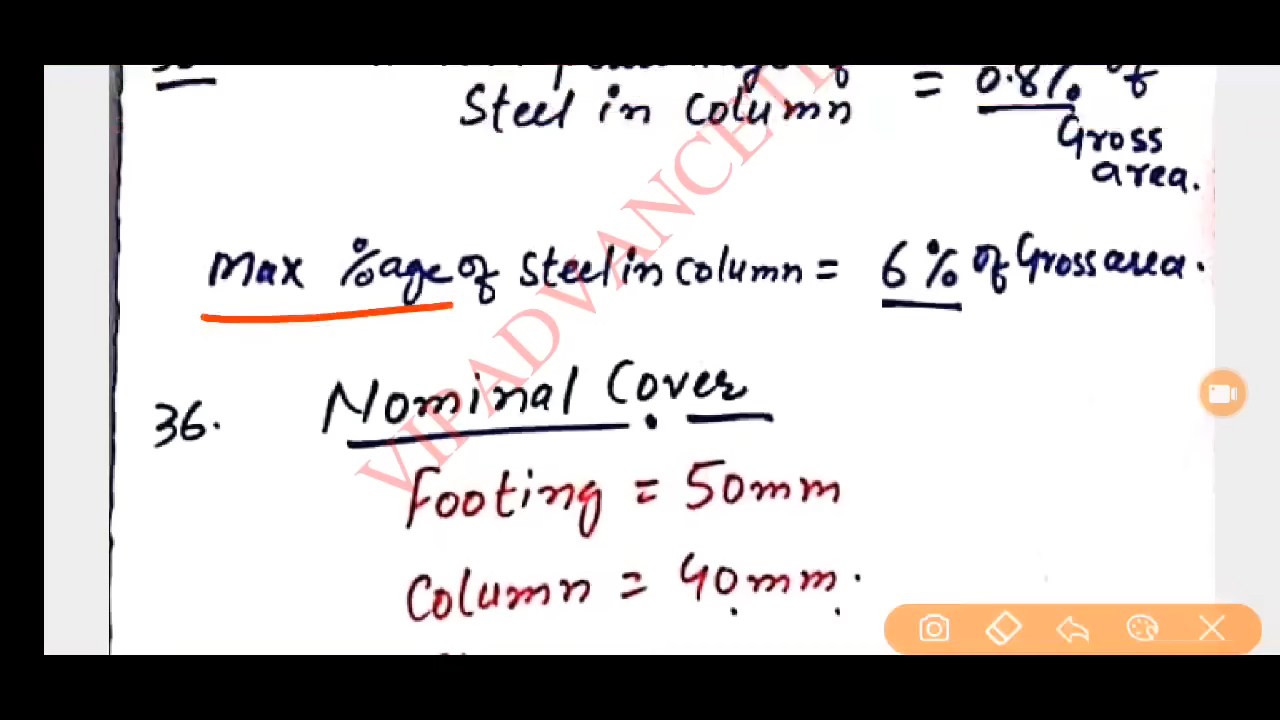 Steel in column = 0.8% of
Gross
area.
Max %age of steel in column = 6% of Gross area.
36. Nominal Cover
Footing = 50mm
Column = 40mm.
VIPADVANCE